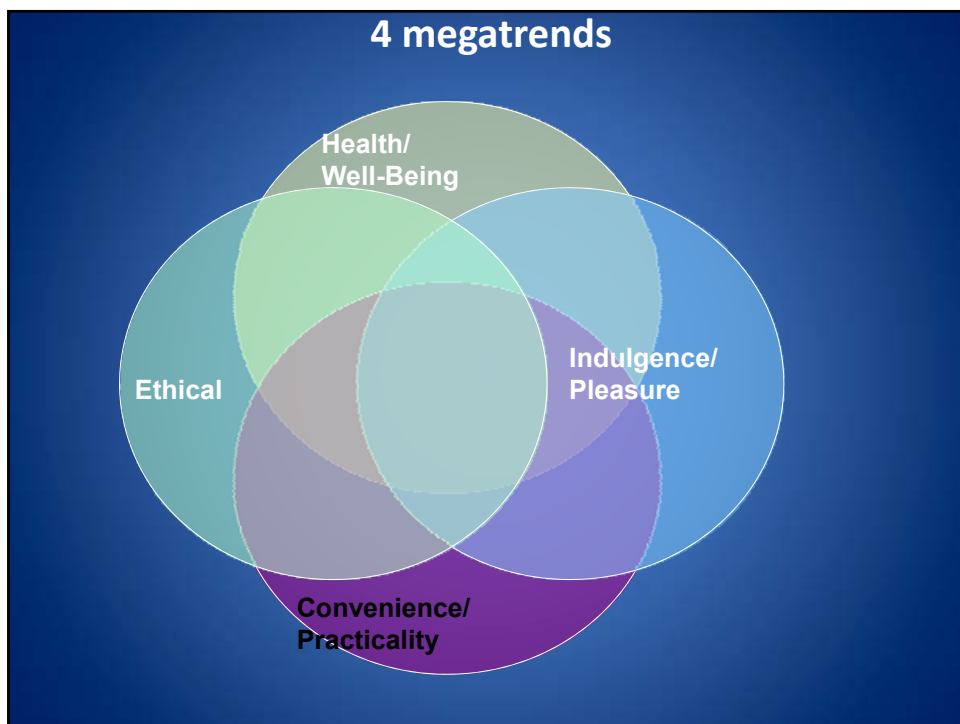 4 megatrends
Health/
Well-Being
Indulgence/
Pleasure
Ethical
Convenience/
Practicality